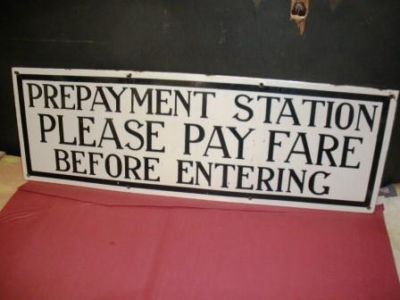 PREPAYMENT STATION
PLEASE PAY FARE
BEFORE ENTERING